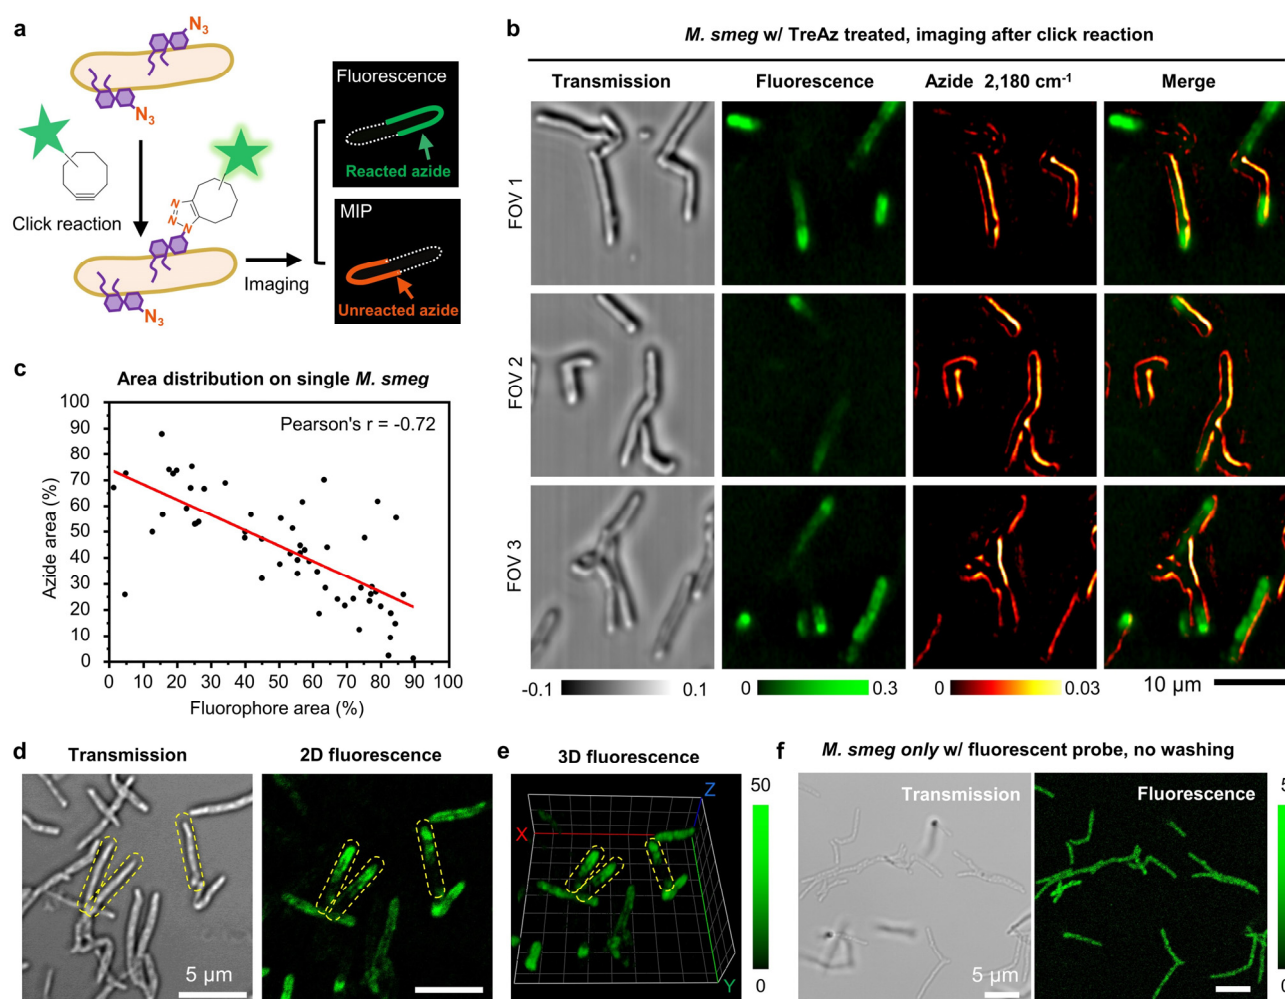 a
N₃
N₃
Click reaction
N
N
N
N₃
Imaging
Fluorescence
Reacted azide
MIP
Unreacted azide
b
M. smeg w/ TreAz treated, imaging after click reaction
Transmission Fluorescence Azide 2,180 cm⁻¹ Merge
FOV 1
FOV 2
FOV 3
-0.1 0.1 0 0.3 0 0.03 10 µm
c
Area distribution on single M. smeg
Pearson's r = -0.72
Azide area (%)
100
90
80
70
60
50
40
30
20
10
0
0 10 20 30 40 50 60 70 80 90 100
Fluorophore area (%)
d
Transmission
2D fluorescence
5 µm
e
3D fluorescence
X
Z
Y
50
0
f
M. smeg only w/ fluorescent probe, no washing
Transmission
Fluorescence
5 µm